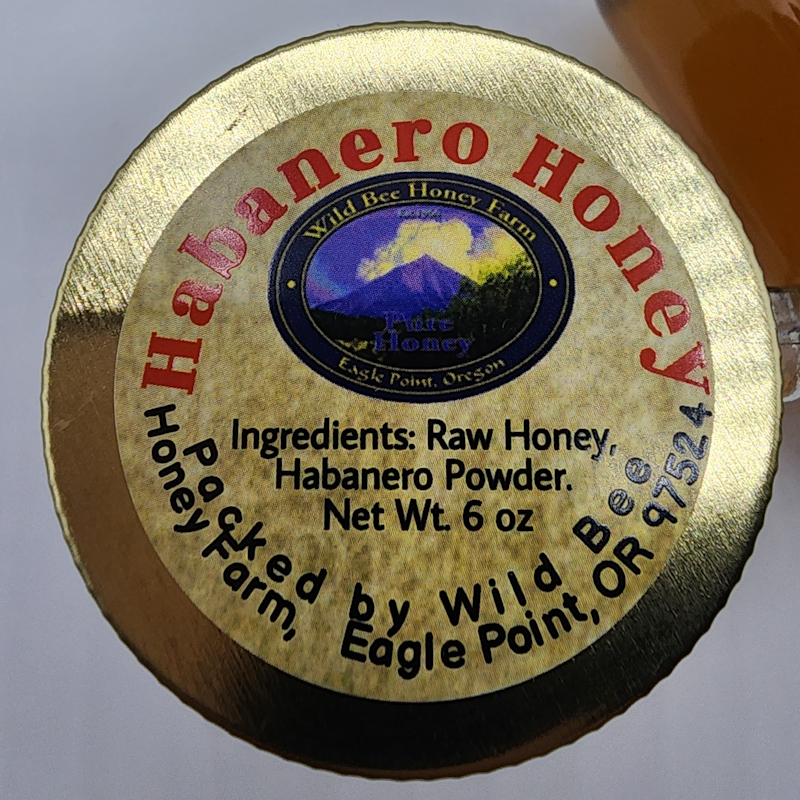 Habanero Honey
Wild Bee Honey Farm
Pure
Honey
Eagle Point, Oregon
Ingredients: Raw Honey,
Habanero Powder.
Net Wt. 6 oz
Packed by Wild Bee
Honey Farm, Eagle Point, OR 97524